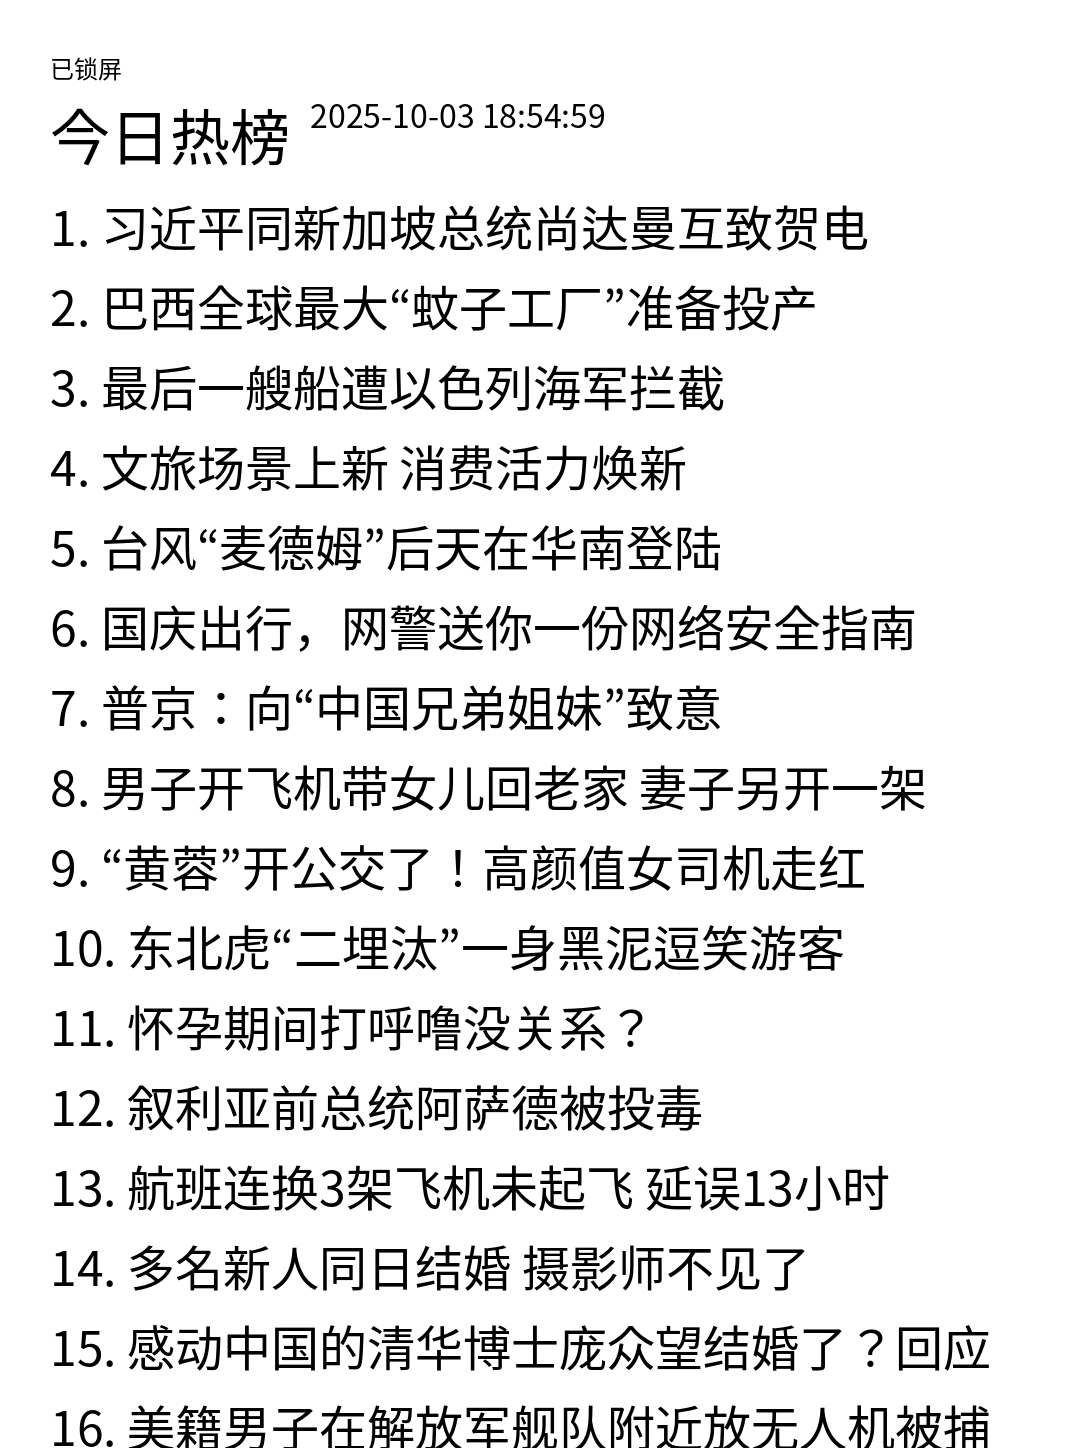 已锁屏
今日热榜 2025-10-03 18:54:59
1. 习近平同新加坡总统尚达曼互致贺电
2. 巴西全球最大“蚊子工厂”准备投产
3. 最后一艘船遭以色列海军拦截
4. 文旅场景上新 消费活力焕新
5. 台风“麦德姆”后天在华南登陆
6. 国庆出行，网警送你一份网络安全指南
7. 普京：向“中国兄弟姐妹”致意
8. 男子开飞机带女儿回老家 妻子另开一架
9. “黄蓉”开公交了！高颜值女司机走红
10. 东北虎“二埋汰”一身黑泥逗笑游客
11. 怀孕期间打呼噜没关系？
12. 叙利亚前总统阿萨德被投毒
13. 航班连换3架飞机未起飞 延误13小时
14. 多名新人同日结婚 摄影师不见了
15. 感动中国的清华博士庞众望结婚了？回应
16. 美籍男子在解放军舰队附近放无人机被捕